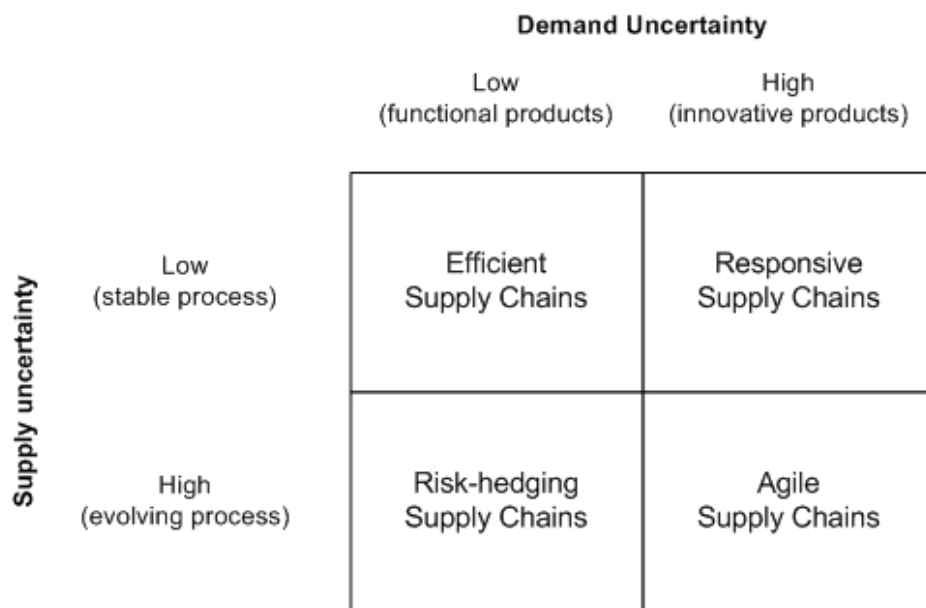 Demand Uncertainty
Low
(functional products)
High
(innovative products)
Supply uncertainty
Low
(stable process)
Efficient
Supply Chains
Responsive
Supply Chains
High
(evolving process)
Risk-hedging
Supply Chains
Agile
Supply Chains